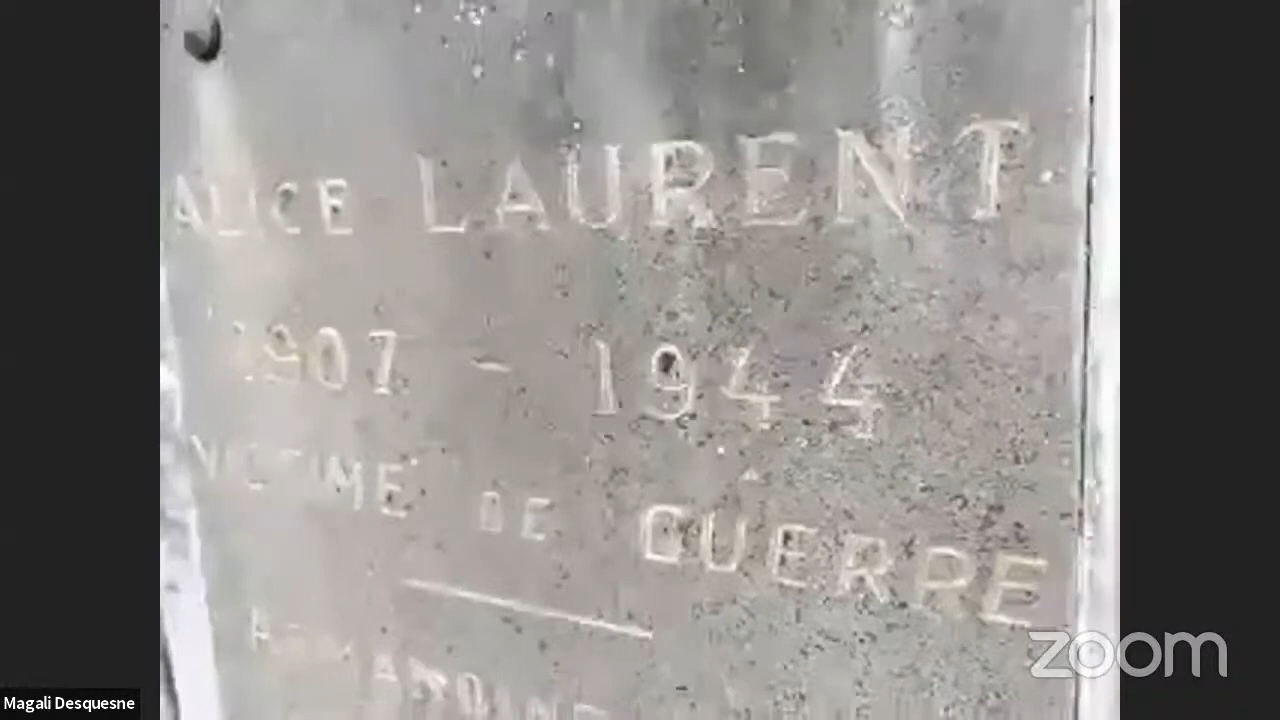 ALICE LAURENT
1907 - 1944
VICTIME DE GUERRE
zoom
Magali Desquesne